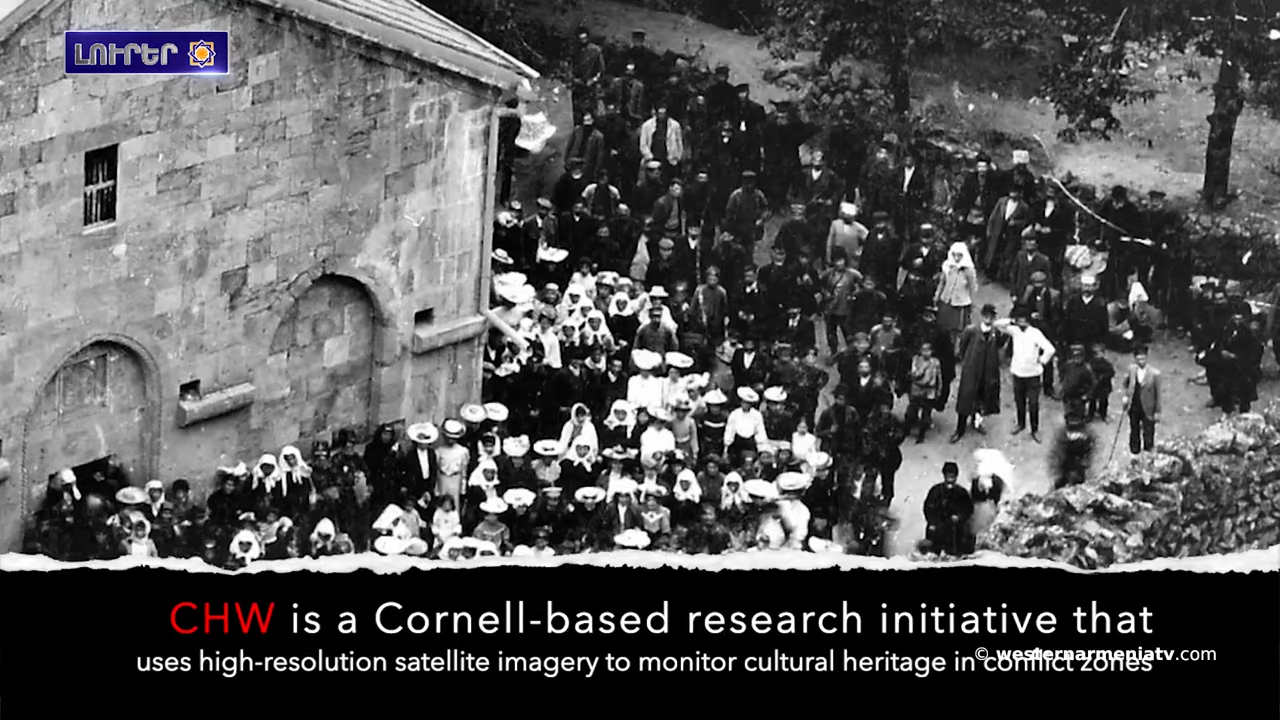 ԼՈՒՐԵՐ
CHW is a Cornell-based research initiative that
uses high-resolution satellite imagery to monitor cultural heritage in conflict zones
© westernarmeniatv.com